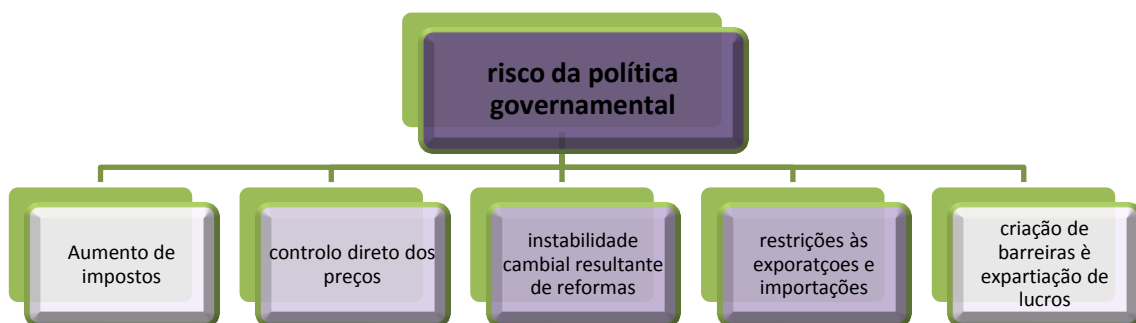 risco da política
governamental
Aumento de
impostos
controlo direto dos
preços
instabilidade
cambial resultante
de reformas
restrições às
exporatçoes e
importações
criação de
barreiras è
expartiação de
lucros